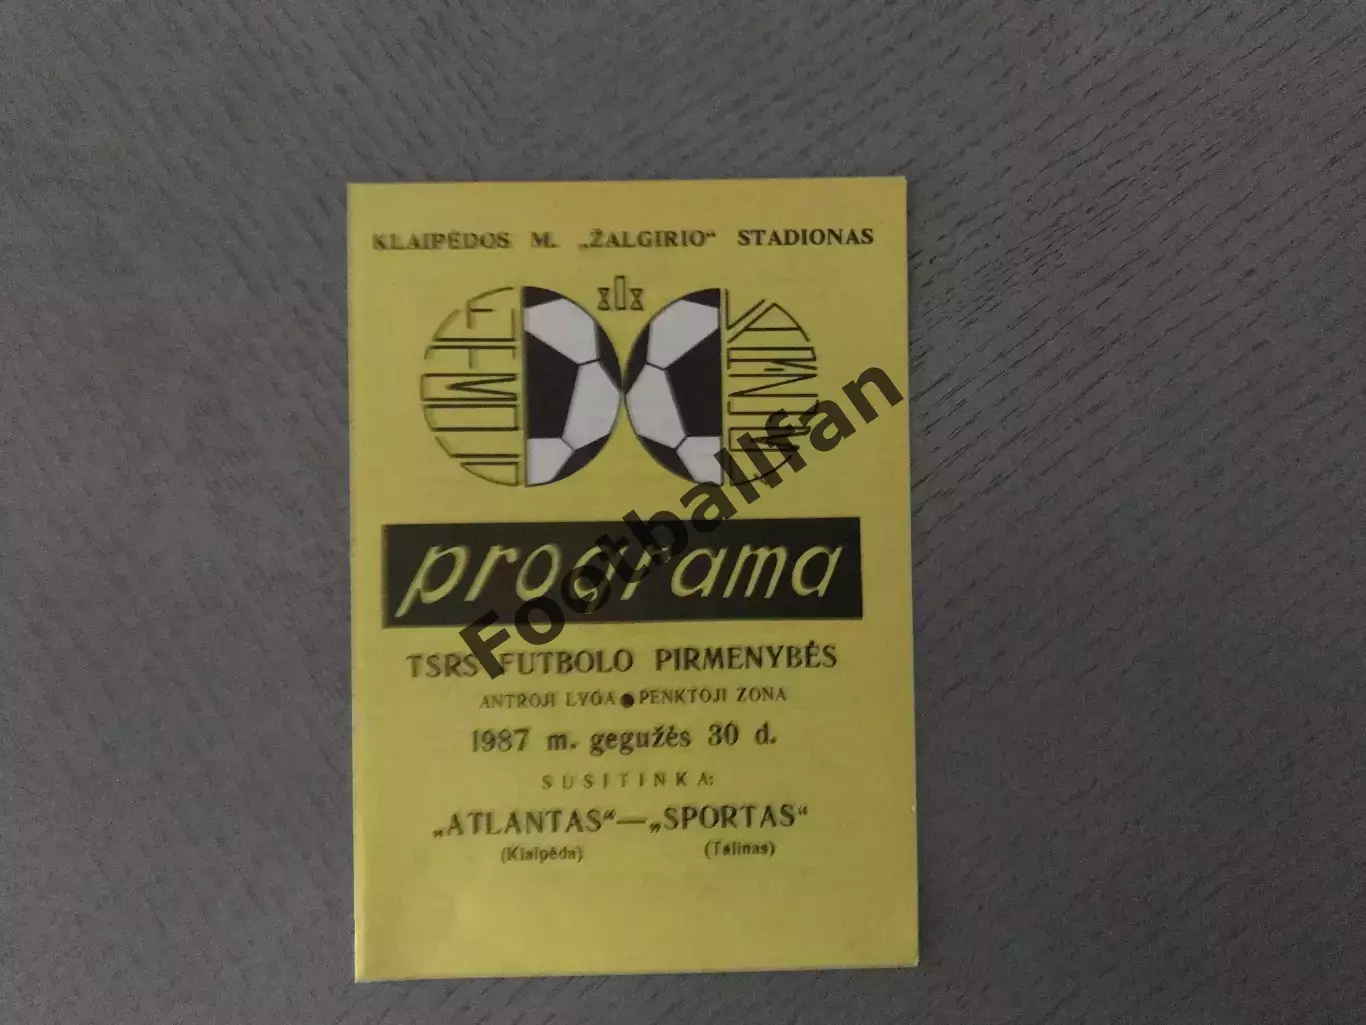 KLAIPĖDOS M. „ŽALGIRIO“ STADIONAS
programa
TSRS FUTBOLO PIRMENYBĖS
ANTROJI LYGA ● PENKTOJI ZONA
1987 m. gegužės 30 d.
SUSITINKA:
„ATLANTAS“—„SPORTAS“
(Klaipėda) (Talinas)
Footballfan